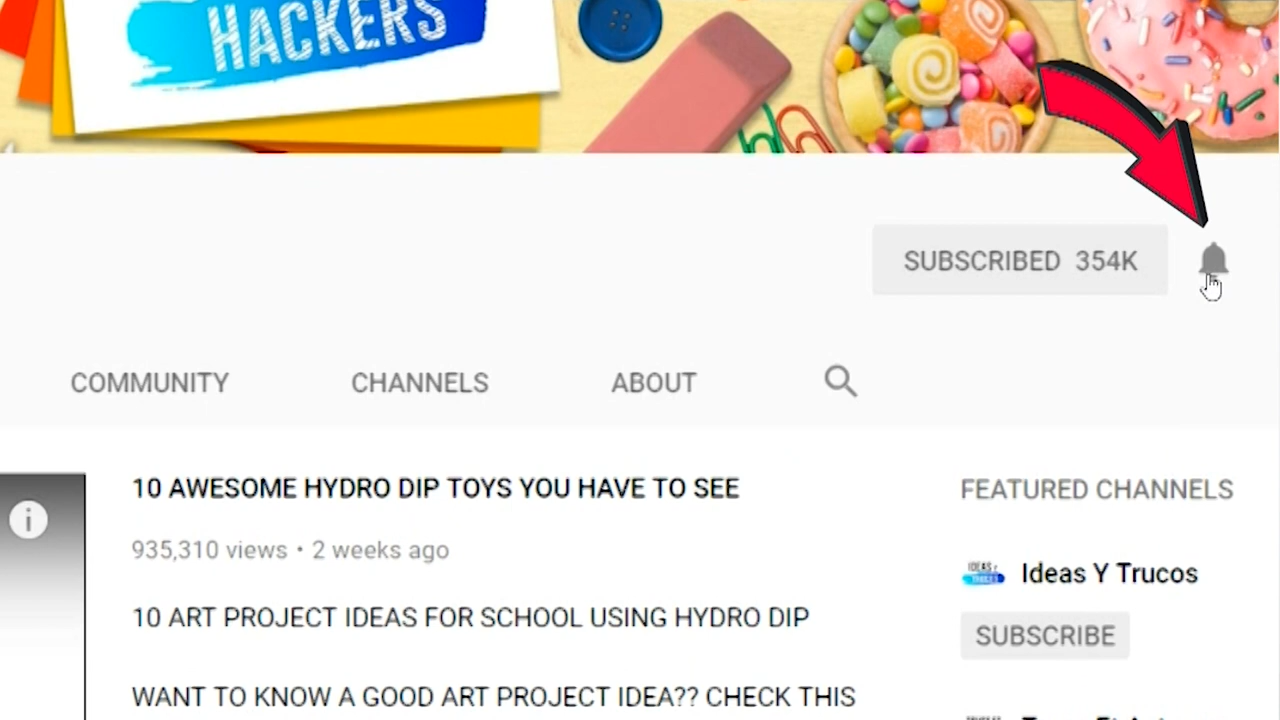 HACKERS
SUBSCRIBED 354K
COMMUNITY CHANNELS ABOUT
10 AWESOME HYDRO DIP TOYS YOU HAVE TO SEE
935,310 views • 2 weeks ago
10 ART PROJECT IDEAS FOR SCHOOL USING HYDRO DIP
WANT TO KNOW A GOOD ART PROJECT IDEA?? CHECK THIS
FEATURED CHANNELS
Ideas Y Trucos
SUBSCRIBE